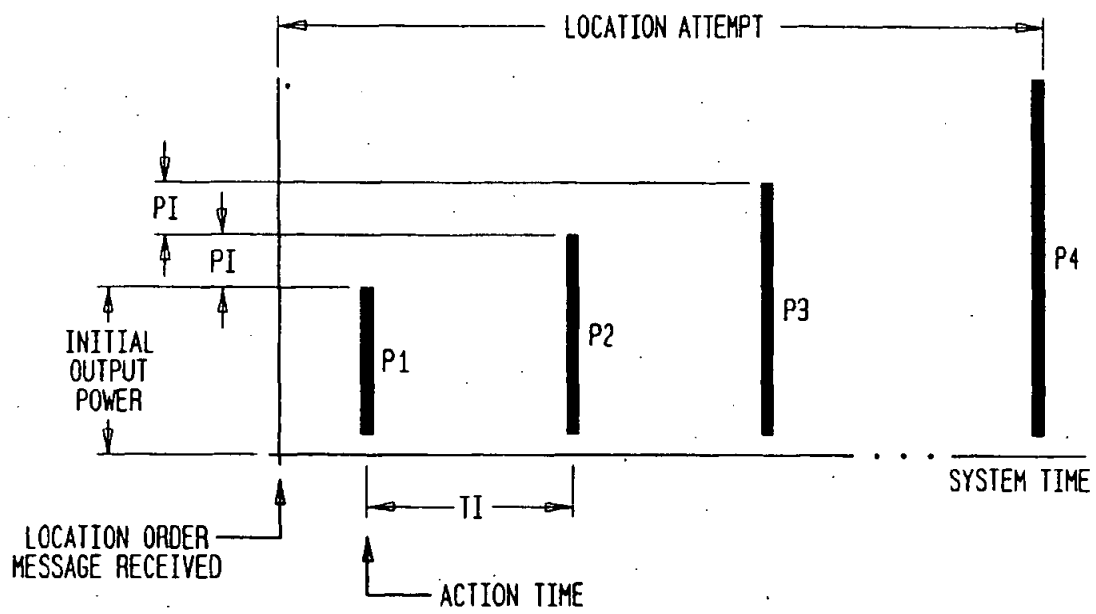 LOCATION ATTEMPT
PI
PI
INITIAL
OUTPUT
POWER
P1
P2
P3
P4
SYSTEM TIME
TI
LOCATION ORDER
MESSAGE RECEIVED
ACTION TIME